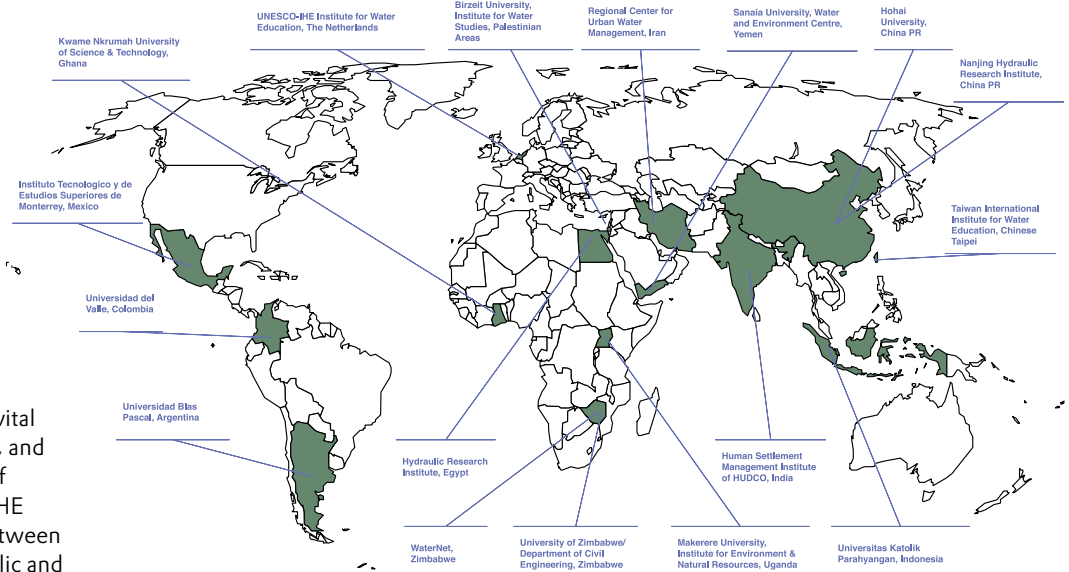 Kwame Nkrumah University
of Science & Technology,
Ghana
UNESCO-IHE Institute for Water
Education, The Netherlands
Birzeit University,
Institute for Water
Studies, Palestinian
Areas
Regional Center for
Urban Water
Management, Iran
Sanaia University, Water
and Environment Centre,
Yemen
Hohai
University,
China PR
Nanjing Hydraulic
Research Institute,
China PR
Instituto Tecnologico y de
Estudios Superiores de
Monterrey, Mexico
Taiwan International
Institute for Water
Education, Chinese
Taipei
Universidad del
Valle, Colombia
Universidad Blas
Pascal, Argentina
vital
, and
f
HE
tween
lic and
Hydraulic Research
Institute, Egypt
Human Settlement
Management Institute
of HUDCO, India
WaterNet,
Zimbabwe
University of Zimbabwe/
Department of Civil
Engineering, Zimbabwe
Makerere University,
Institute for Environment &
Natural Resources, Uganda
Universitas Katolik
Parahyangan, Indonesia